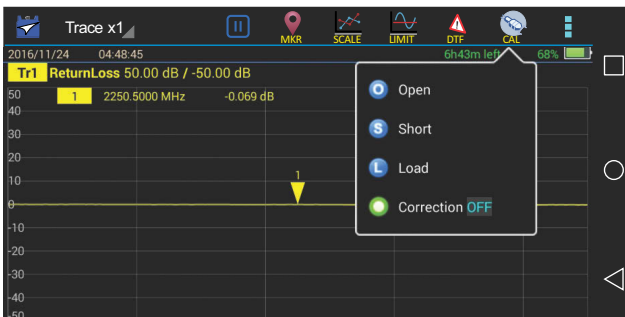 Trace x1
MKR
SCALE
LIMIT
DTF
CAL
2016/11/24 04:48:45
6h43m left
68%
Tr1 ReturnLoss 50.00 dB / -50.00 dB
1 2250.5000 MHz -0.069 dB
50
40
30
20
10
0
-10
-20
-30
-40
-50
1
O Open
S Short
L Load
Correction OFF